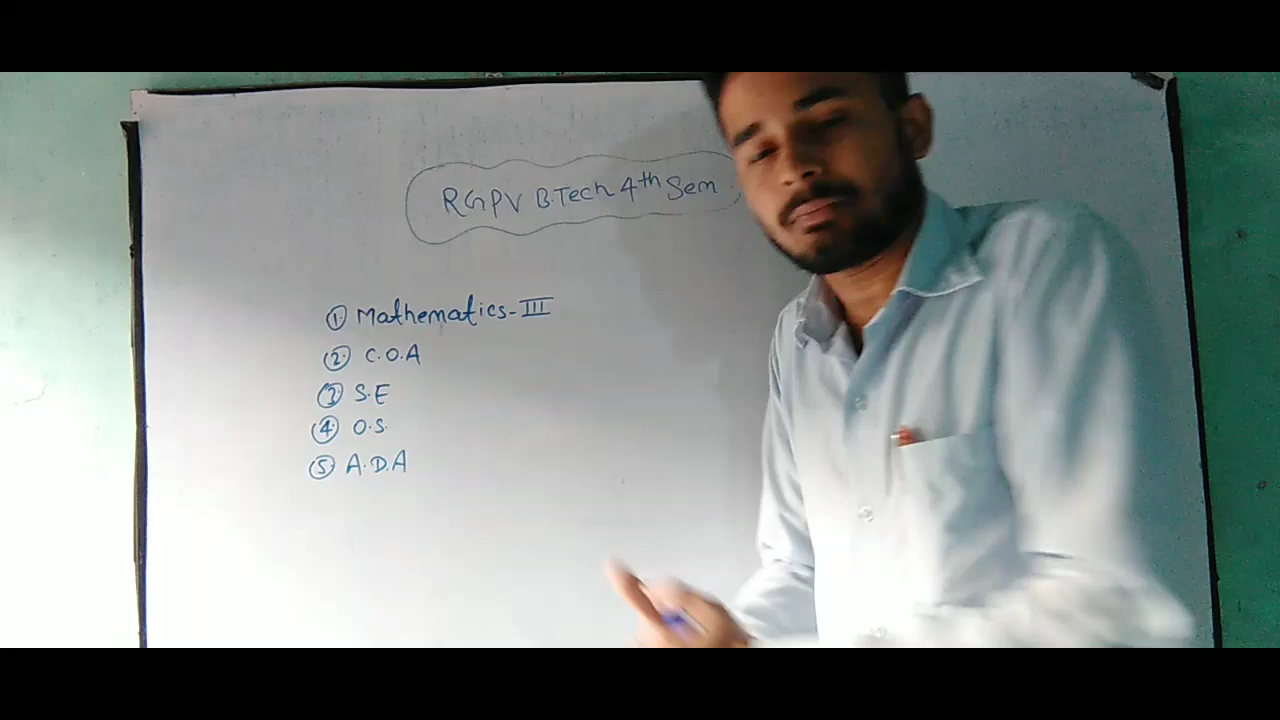 RGPV B.Tech 4th Sem
1. Mathematics-III
2. C.O.A
3. S.E
4. O.S.
5. A.D.A